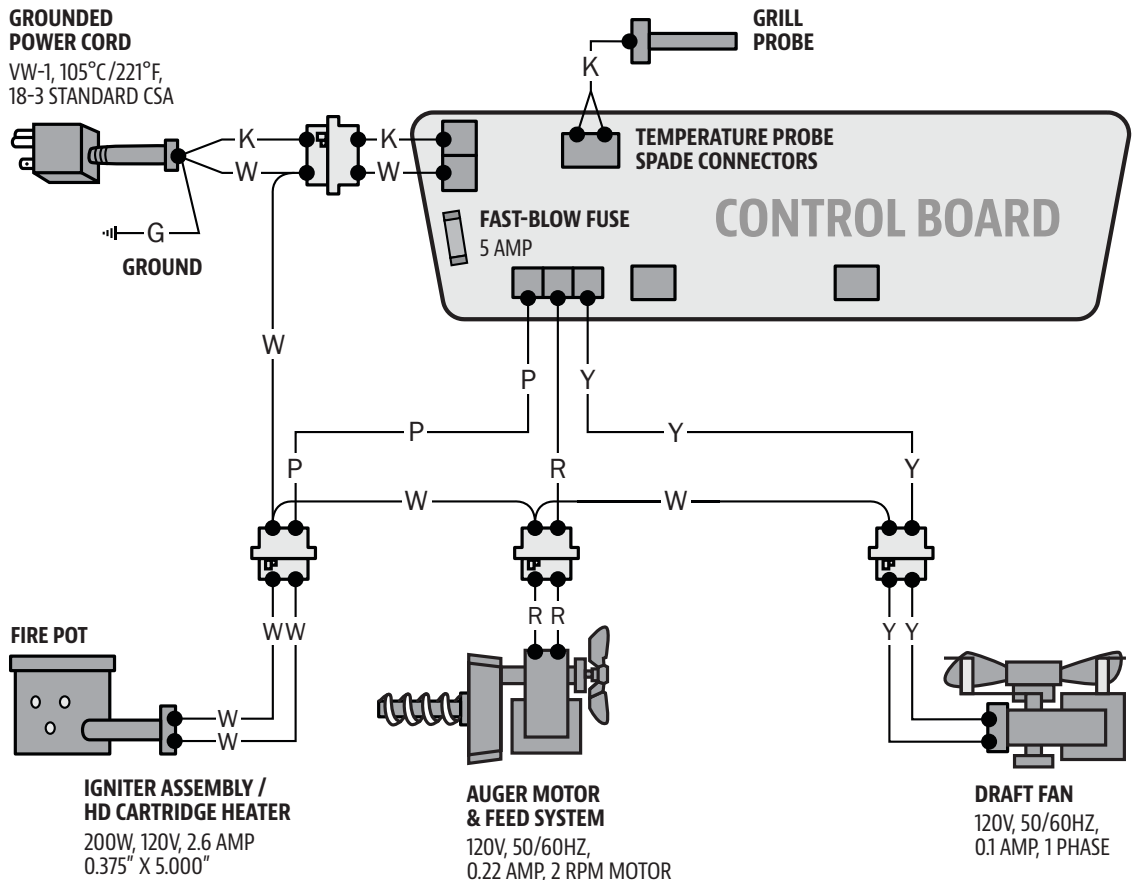 GROUNDED
POWER CORD
VW-1, 105°C/221°F,
18-3 STANDARD CSA
GRILL
PROBE
K
K
K
W
W
TEMPERATURE PROBE
SPADE CONNECTORS
CONTROL BOARD
FAST-BLOW FUSE
5 AMP
G
GROUND
W
P
Y
P
Y
P
R
Y
W
W
R R
W W
Y Y
FIRE POT
W
W
IGNITER ASSEMBLY /
HD CARTRIDGE HEATER
200W, 120V, 2.6 AMP
0.375" X 5.000"
AUGER MOTOR
& FEED SYSTEM
120V, 50/60HZ,
0.22 AMP, 2 RPM MOTOR
DRAFT FAN
120V, 50/60HZ,
0.1 AMP, 1 PHASE